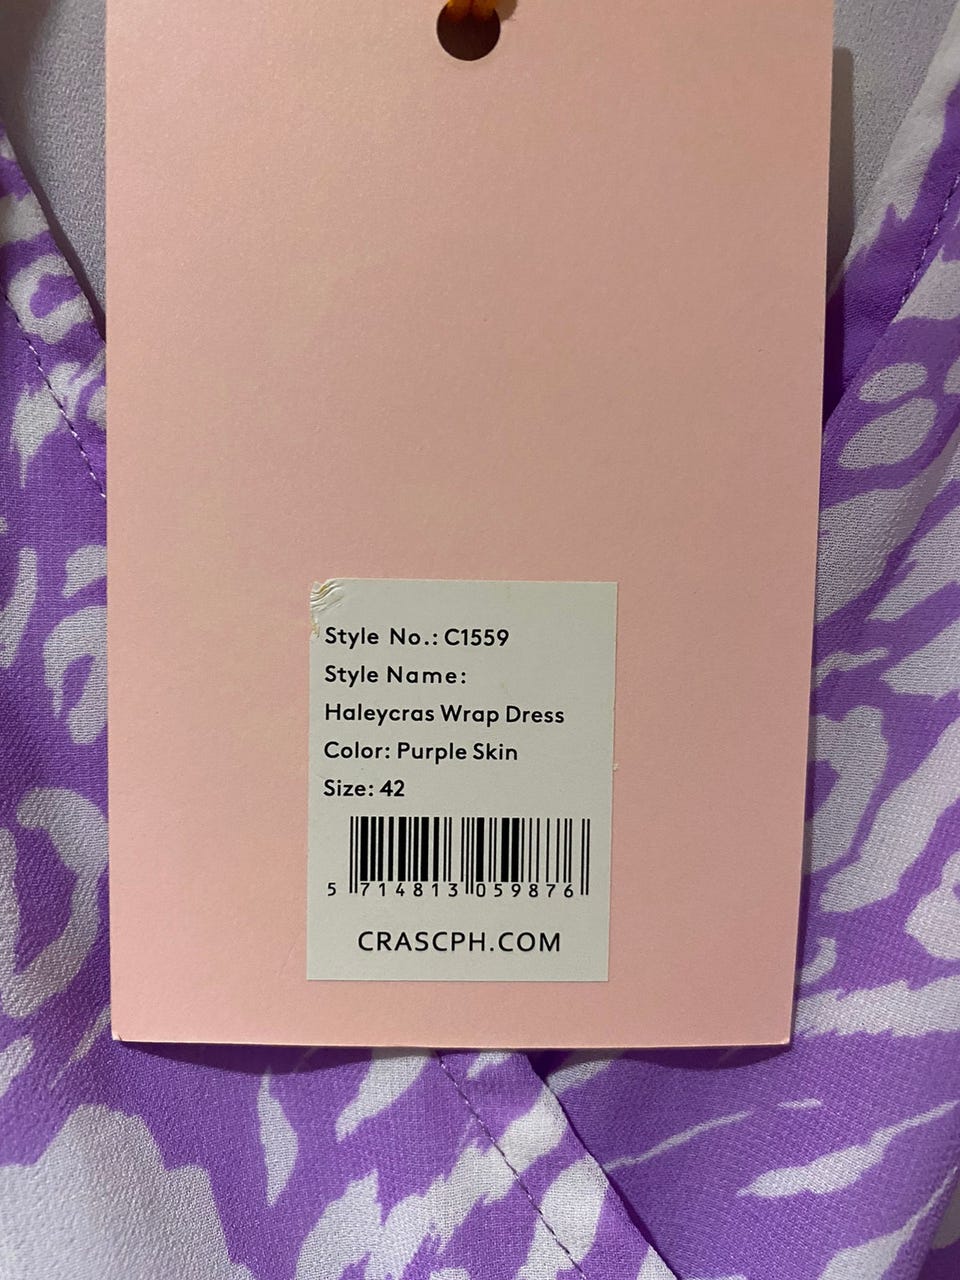 Style No.: C1559
Style Name:
Haleycras Wrap Dress
Color: Purple Skin
Size: 42
5 714813 059876
CRASCPH.COM